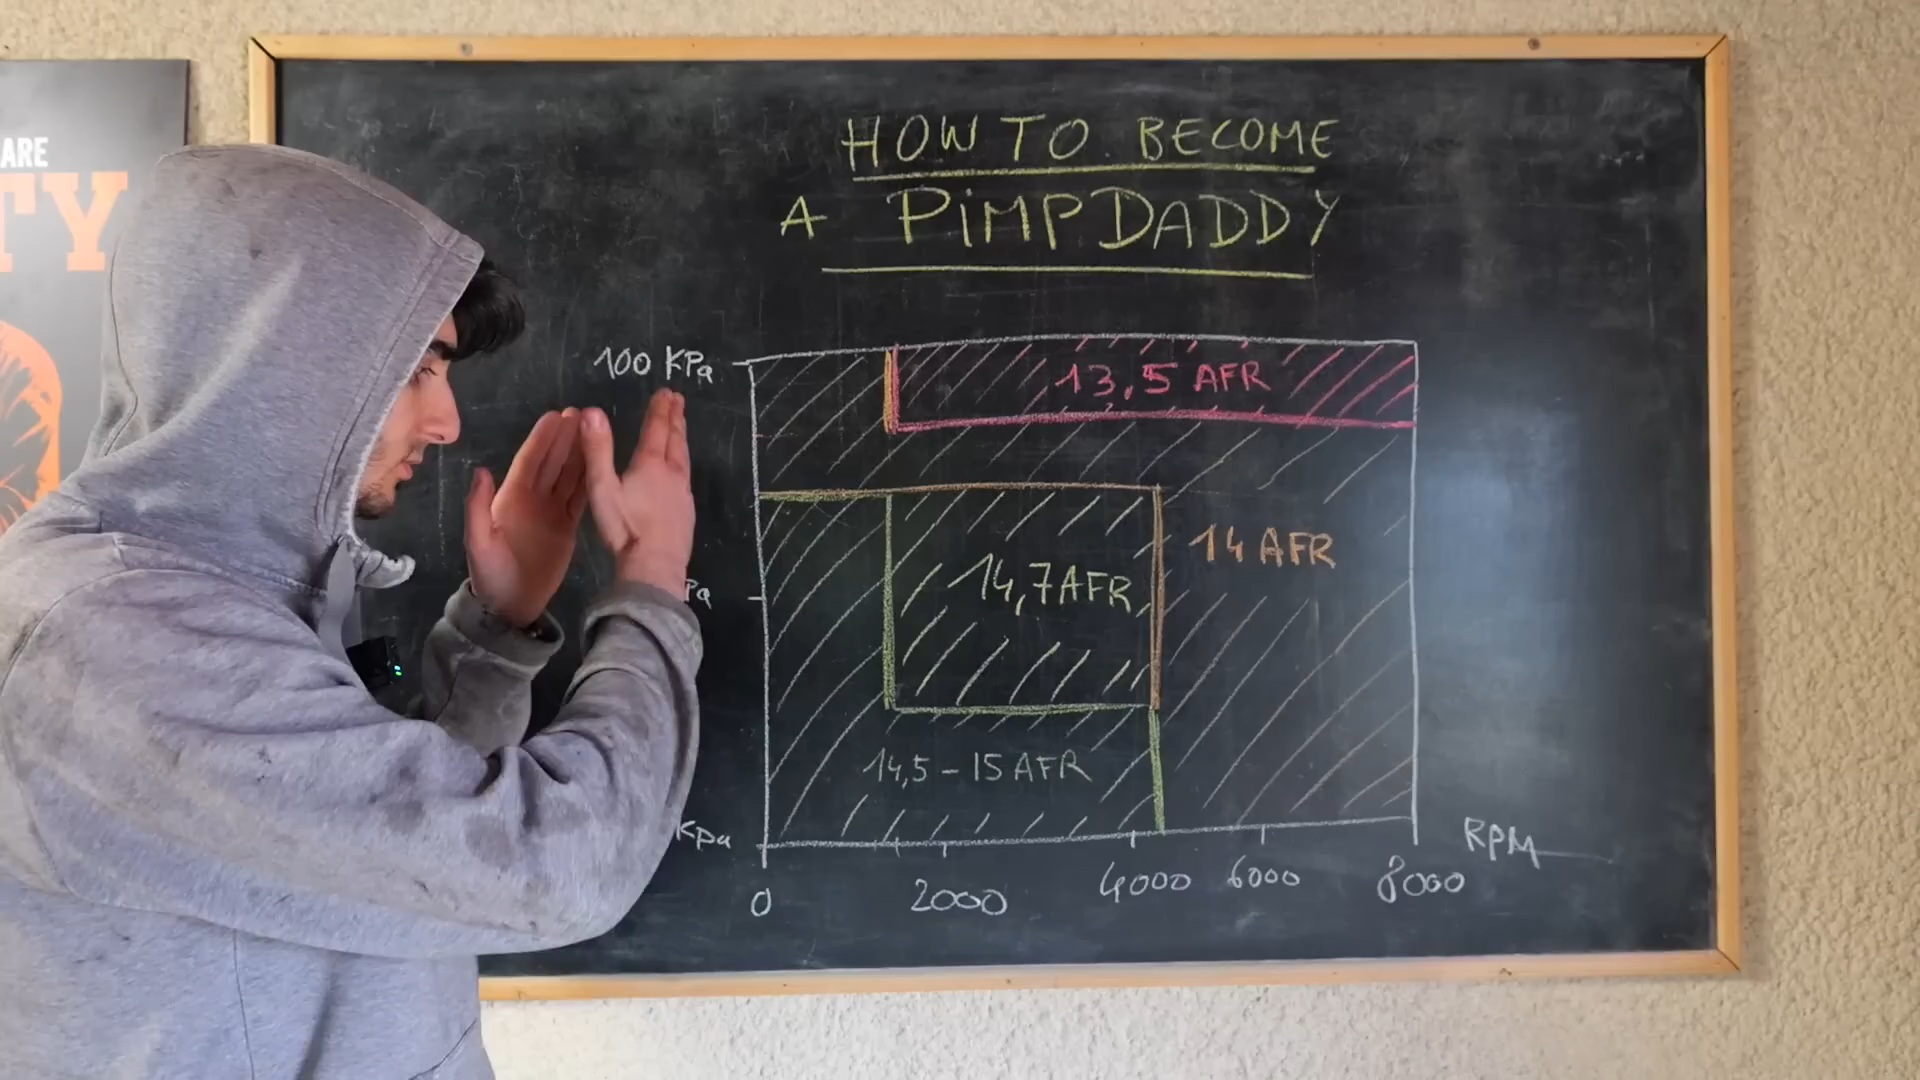 ARE
TY
HOW TO BECOME
A PiMPDADDY
100 KPa
13,5 AFR
14 AFR
14,7 AFR
Pa
14,5 - 15 AFR
KPa
RPM
0
2000
4000
6000
8000